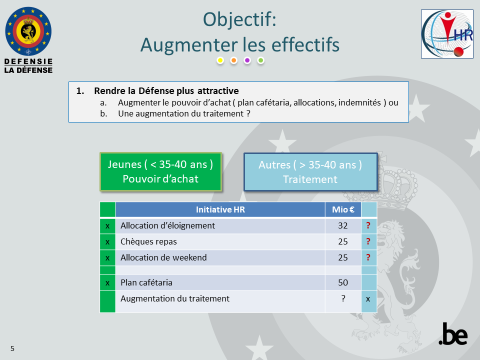 Objectif:
Augmenter les effectifs
DEFENSIE
LA DÉFENSE
HR
1. Rendre la Défense plus attractive
a. Augmenter le pouvoir d'achat ( plan cafétaria, allocations, indemnités ) ou
b. Une augmentation du traitement ?
Jeunes ( < 35-40 ans )
Pouvoir d'achat
Autres ( > 35-40 ans )
Traitement
Initiative HR Mio €
x Allocation d'éloignement 32 ?
x Chèques repas 25 ?
x Allocation de weekend 25 ?
x Plan cafétaria 50
Augmentation du traitement ? x
5
.be